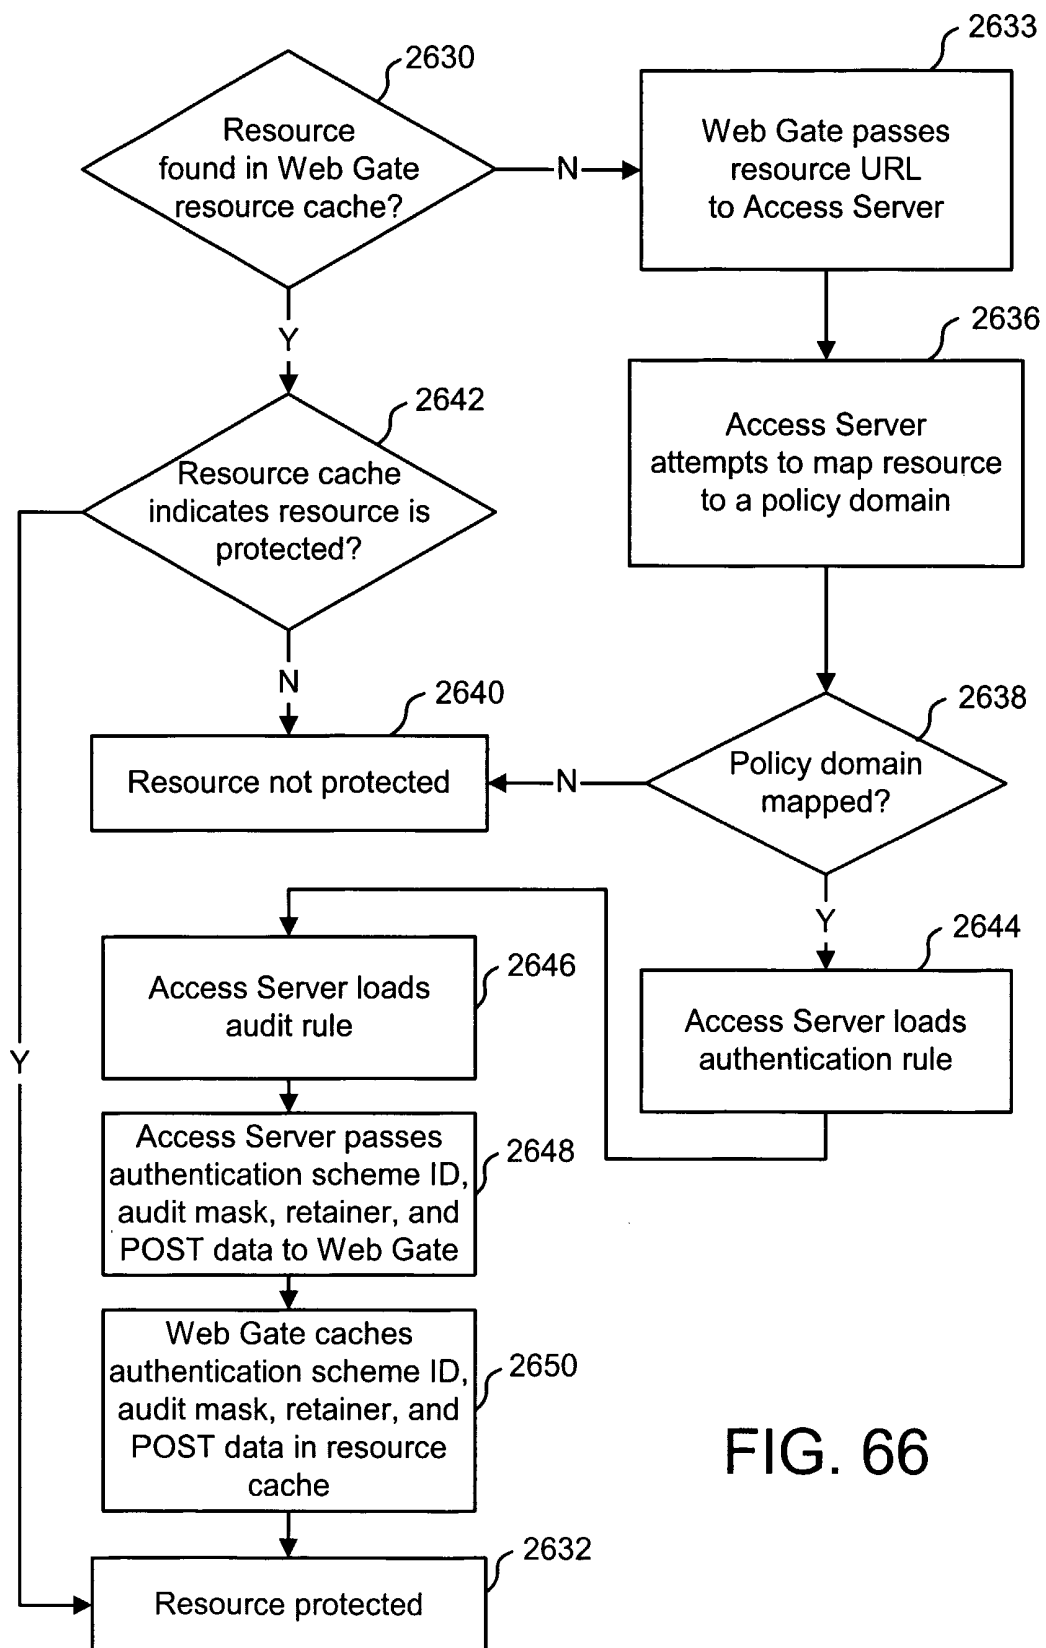 2630
Resource
found in Web Gate
resource cache?
N
2633
Web Gate passes
resource URL
to Access Server
Y
2636
Access Server
attempts to map resource
to a policy domain
2642
Resource cache
indicates resource is
protected?
N
2640
Resource not protected
N
2638
Policy domain
mapped?
Y
2644
Access Server loads
authentication rule
2646
Access Server loads
audit rule
Y
2648
Access Server passes
authentication scheme ID,
audit mask, retainer, and
POST data to Web Gate
2650
Web Gate caches
authentication scheme ID,
audit mask, retainer, and
POST data in resource
cache
2632
Resource protected
FIG. 66